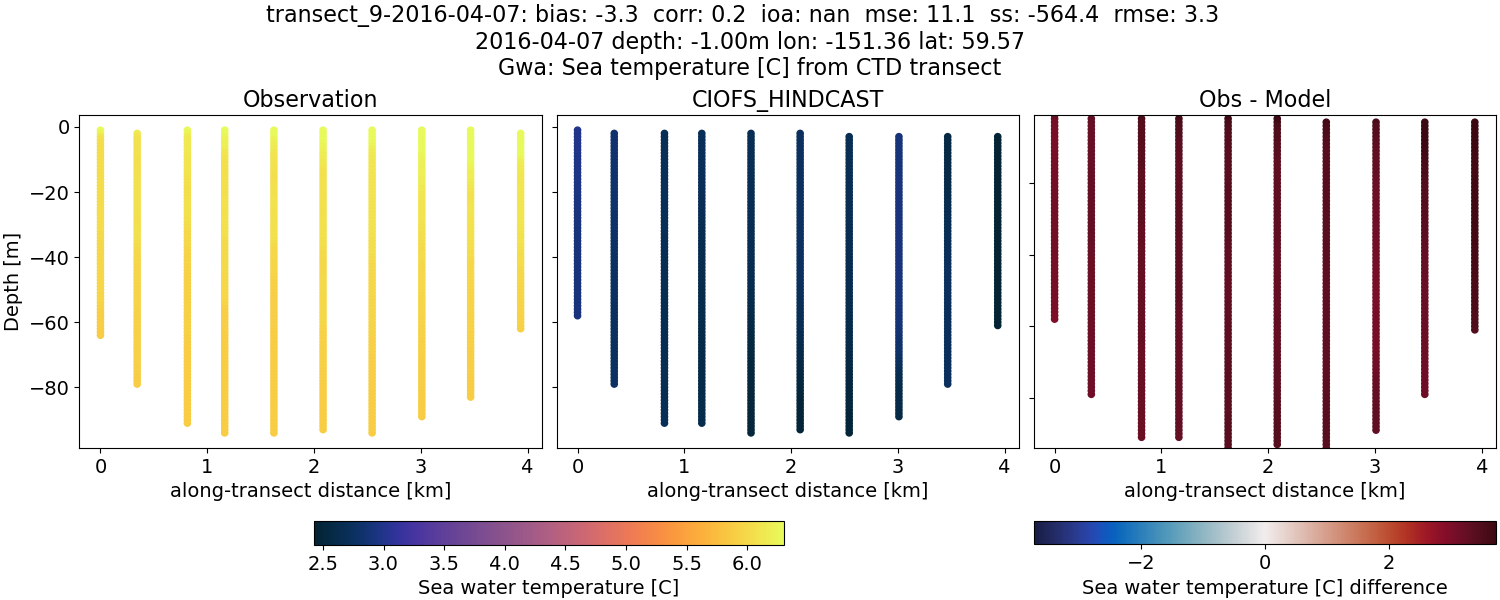 transect_9-2016-04-07: bias: -3.3  corr: 0.2  ioa: nan  mse: 11.1  ss: -564.4  rmse: 3.3
2016-04-07 depth: -1.00m lon: -151.36 lat: 59.57
Gwa: Sea temperature [C] from CTD transect
Observation
CIOFS_HINDCAST
Obs - Model
Depth [m]
0
−20
−40
−60
−80
0 1 2 3 4
0 1 2 3 4
0 1 2 3 4
along-transect distance [km]
along-transect distance [km]
along-transect distance [km]
2.5 3.0 3.5 4.0 4.5 5.0 5.5 6.0
Sea water temperature [C]
−2 0 2
Sea water temperature [C] difference